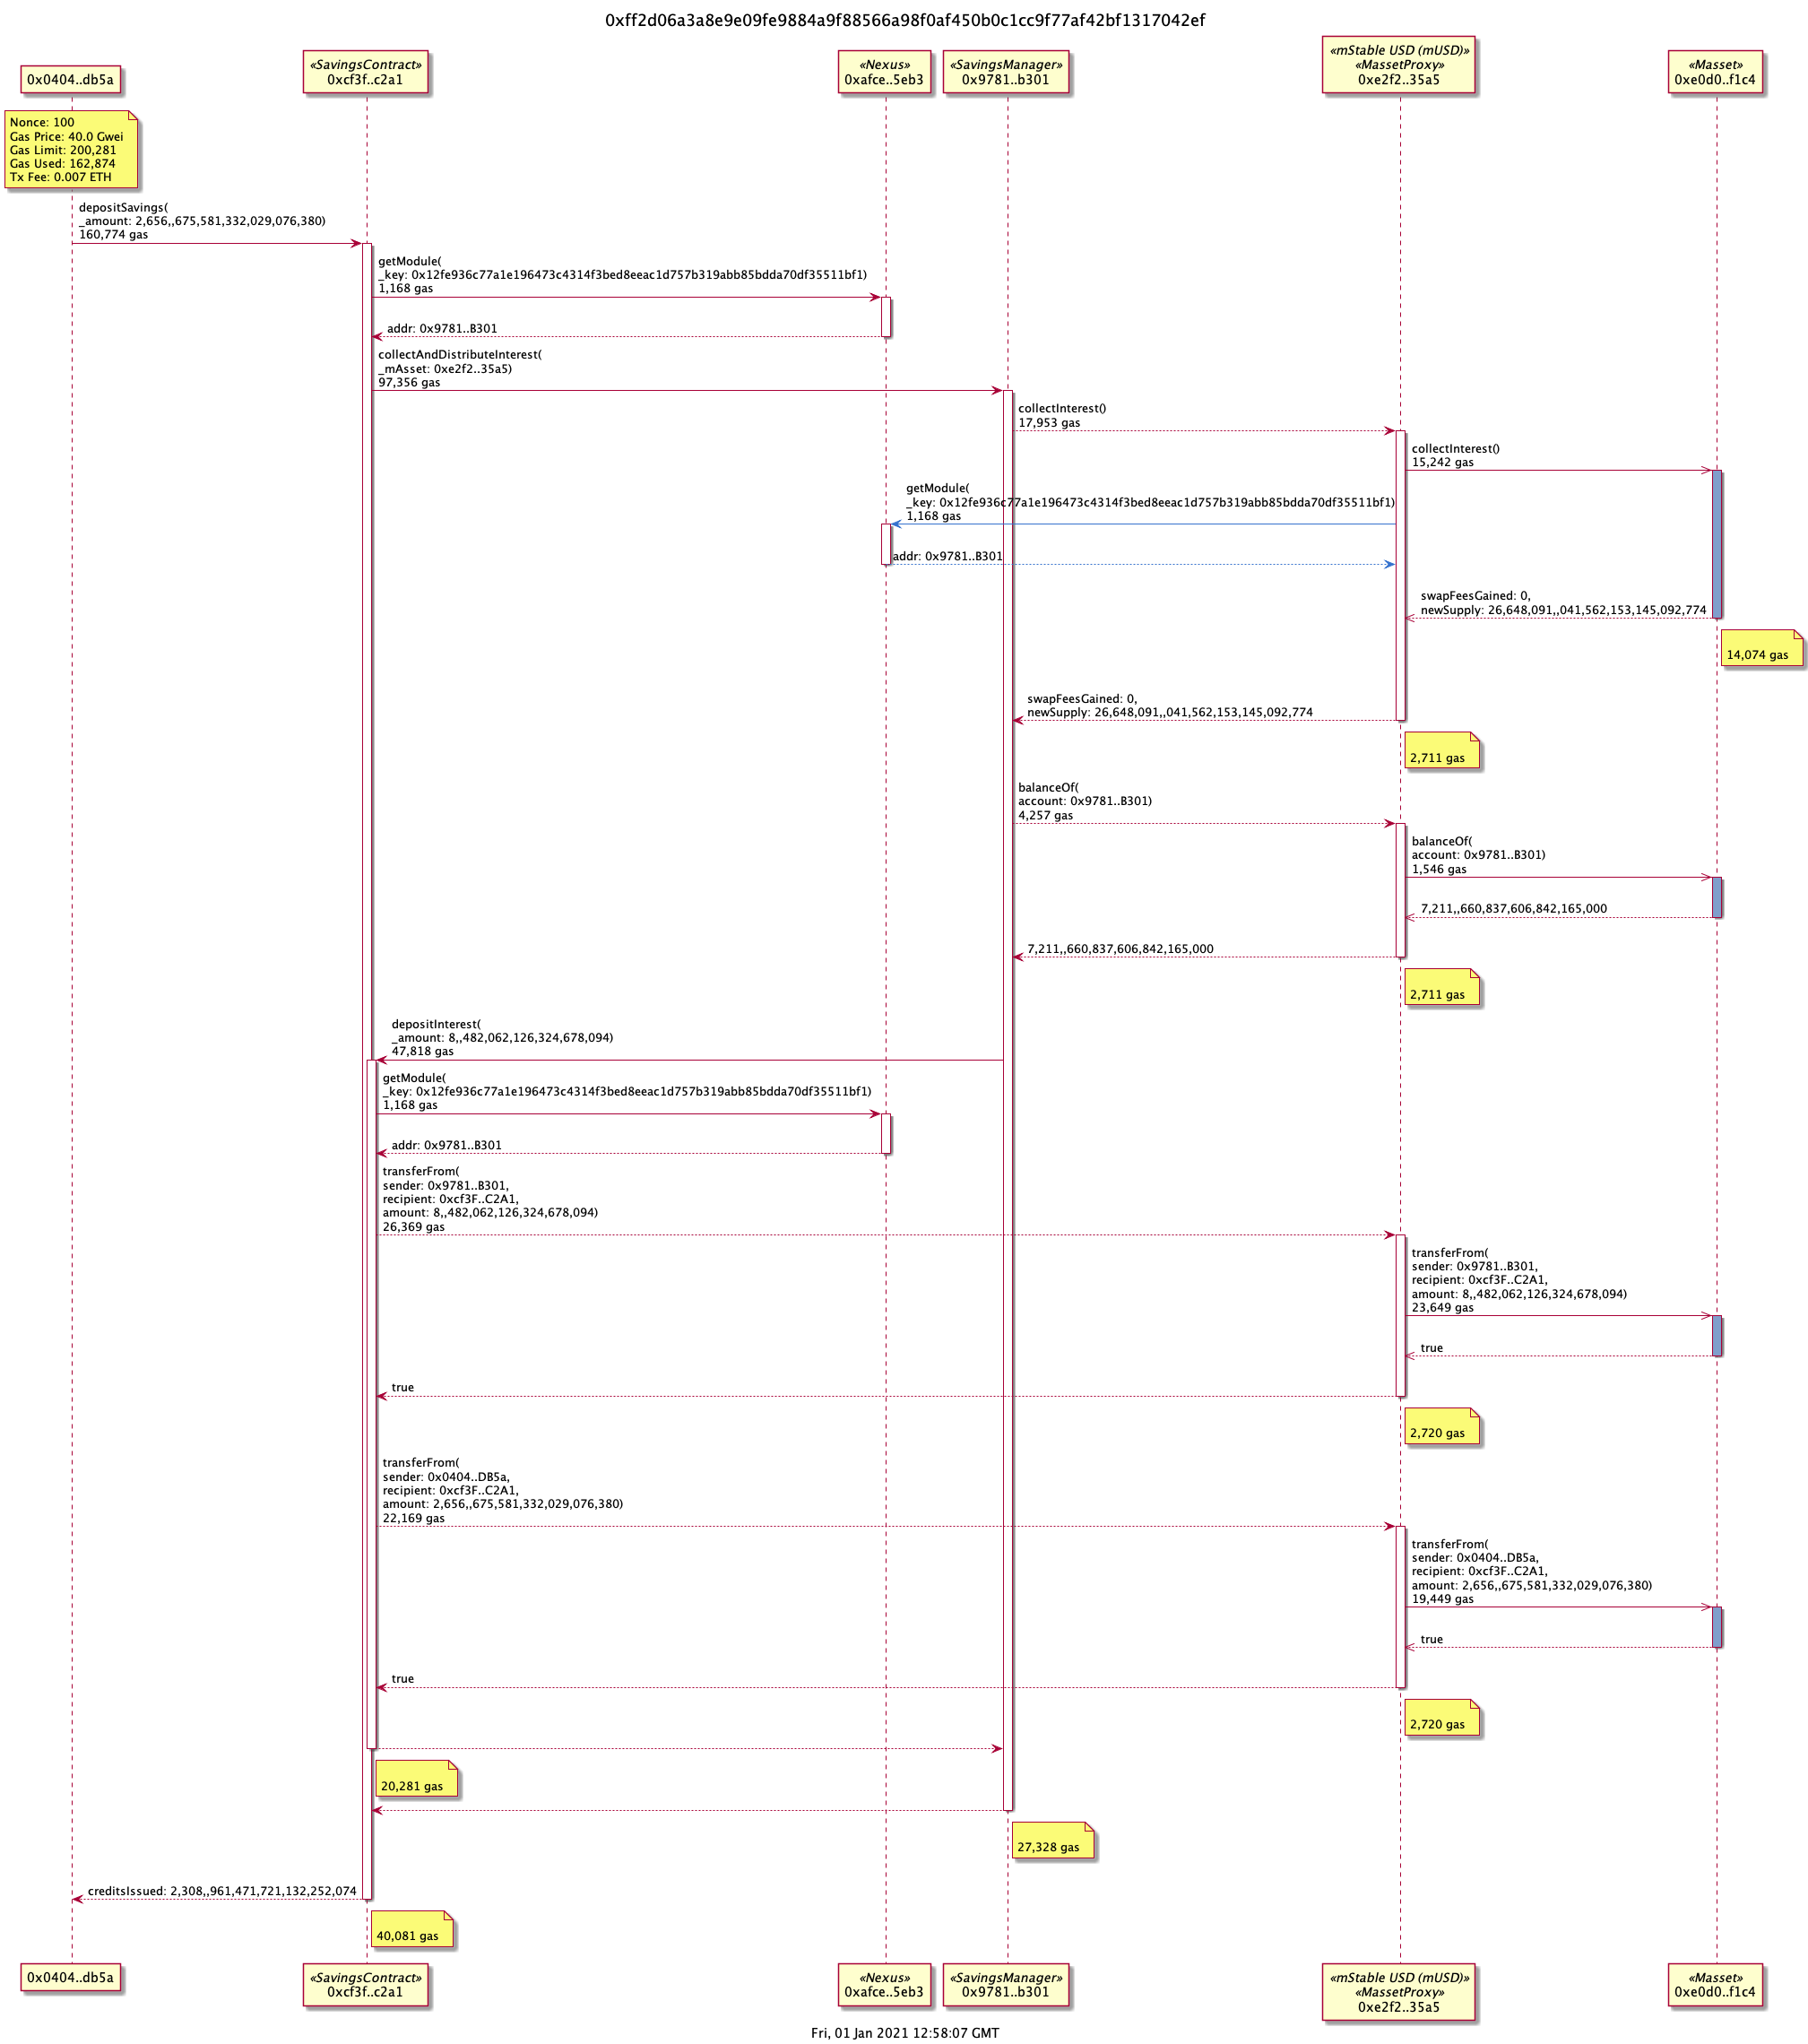 0xff2d06a3a8e9e09fe9884a9f88566a98f0af450b0c1cc9f77af42bf1317042ef
0x0404..db5a
«SavingsContract»
0xcf3f..c2a1
«Nexus»
0xafce..5eb3
«SavingsManager»
0x9781..b301
«mStable USD (mUSD)»
«MassetProxy»
0xe2f2..35a5
«Masset»
0xe0d0..f1c4
Nonce: 100
Gas Price: 40.0 Gwei
Gas Limit: 200,281
Gas Used: 162,874
Tx Fee: 0.007 ETH
depositSavings(
_amount: 2,656,,675,581,332,029,076,380)
160,774 gas
getModule(
_key: 0x12fe936c77a1e196473c4314f3bed8eeac1d757b319abb85bdda70df35511bf1)
1,168 gas
addr: 0x9781..B301
collectAndDistributeInterest(
_mAsset: 0xe2f2..35a5)
97,356 gas
collectInterest()
17,953 gas
collectInterest()
15,242 gas
getModule(
_key: 0x12fe936c77a1e196473c4314f3bed8eeac1d757b319abb85bdda70df35511bf1)
1,168 gas
addr: 0x9781..B301
swapFeesGained: 0,
newSupply: 26,648,091,,041,562,153,145,092,774
14,074 gas
swapFeesGained: 0,
newSupply: 26,648,091,,041,562,153,145,092,774
2,711 gas
balanceOf(
account: 0x9781..B301)
4,257 gas
balanceOf(
account: 0x9781..B301)
1,546 gas
7,211,,660,837,606,842,165,000
7,211,,660,837,606,842,165,000
2,711 gas
depositInterest(
_amount: 8,,482,062,126,324,678,094)
47,818 gas
getModule(
_key: 0x12fe936c77a1e196473c4314f3bed8eeac1d757b319abb85bdda70df35511bf1)
1,168 gas
addr: 0x9781..B301
transferFrom(
sender: 0x9781..B301,
recipient: 0xcf3F..C2A1,
amount: 8,,482,062,126,324,678,094)
26,369 gas
transferFrom(
sender: 0x9781..B301,
recipient: 0xcf3F..C2A1,
amount: 8,,482,062,126,324,678,094)
23,649 gas
true
true
2,720 gas
transferFrom(
sender: 0x0404..DB5a,
recipient: 0xcf3F..C2A1,
amount: 2,656,,675,581,332,029,076,380)
22,169 gas
transferFrom(
sender: 0x0404..DB5a,
recipient: 0xcf3F..C2A1,
amount: 2,656,,675,581,332,029,076,380)
19,449 gas
true
true
2,720 gas
20,281 gas
27,328 gas
creditsIssued: 2,308,,961,471,721,132,252,074
40,081 gas
0x0404..db5a
«SavingsContract»
0xcf3f..c2a1
«Nexus»
0xafce..5eb3
«SavingsManager»
0x9781..b301
«mStable USD (mUSD)»
«MassetProxy»
0xe2f2..35a5
«Masset»
0xe0d0..f1c4
Fri, 01 Jan 2021 12:58:07 GMT